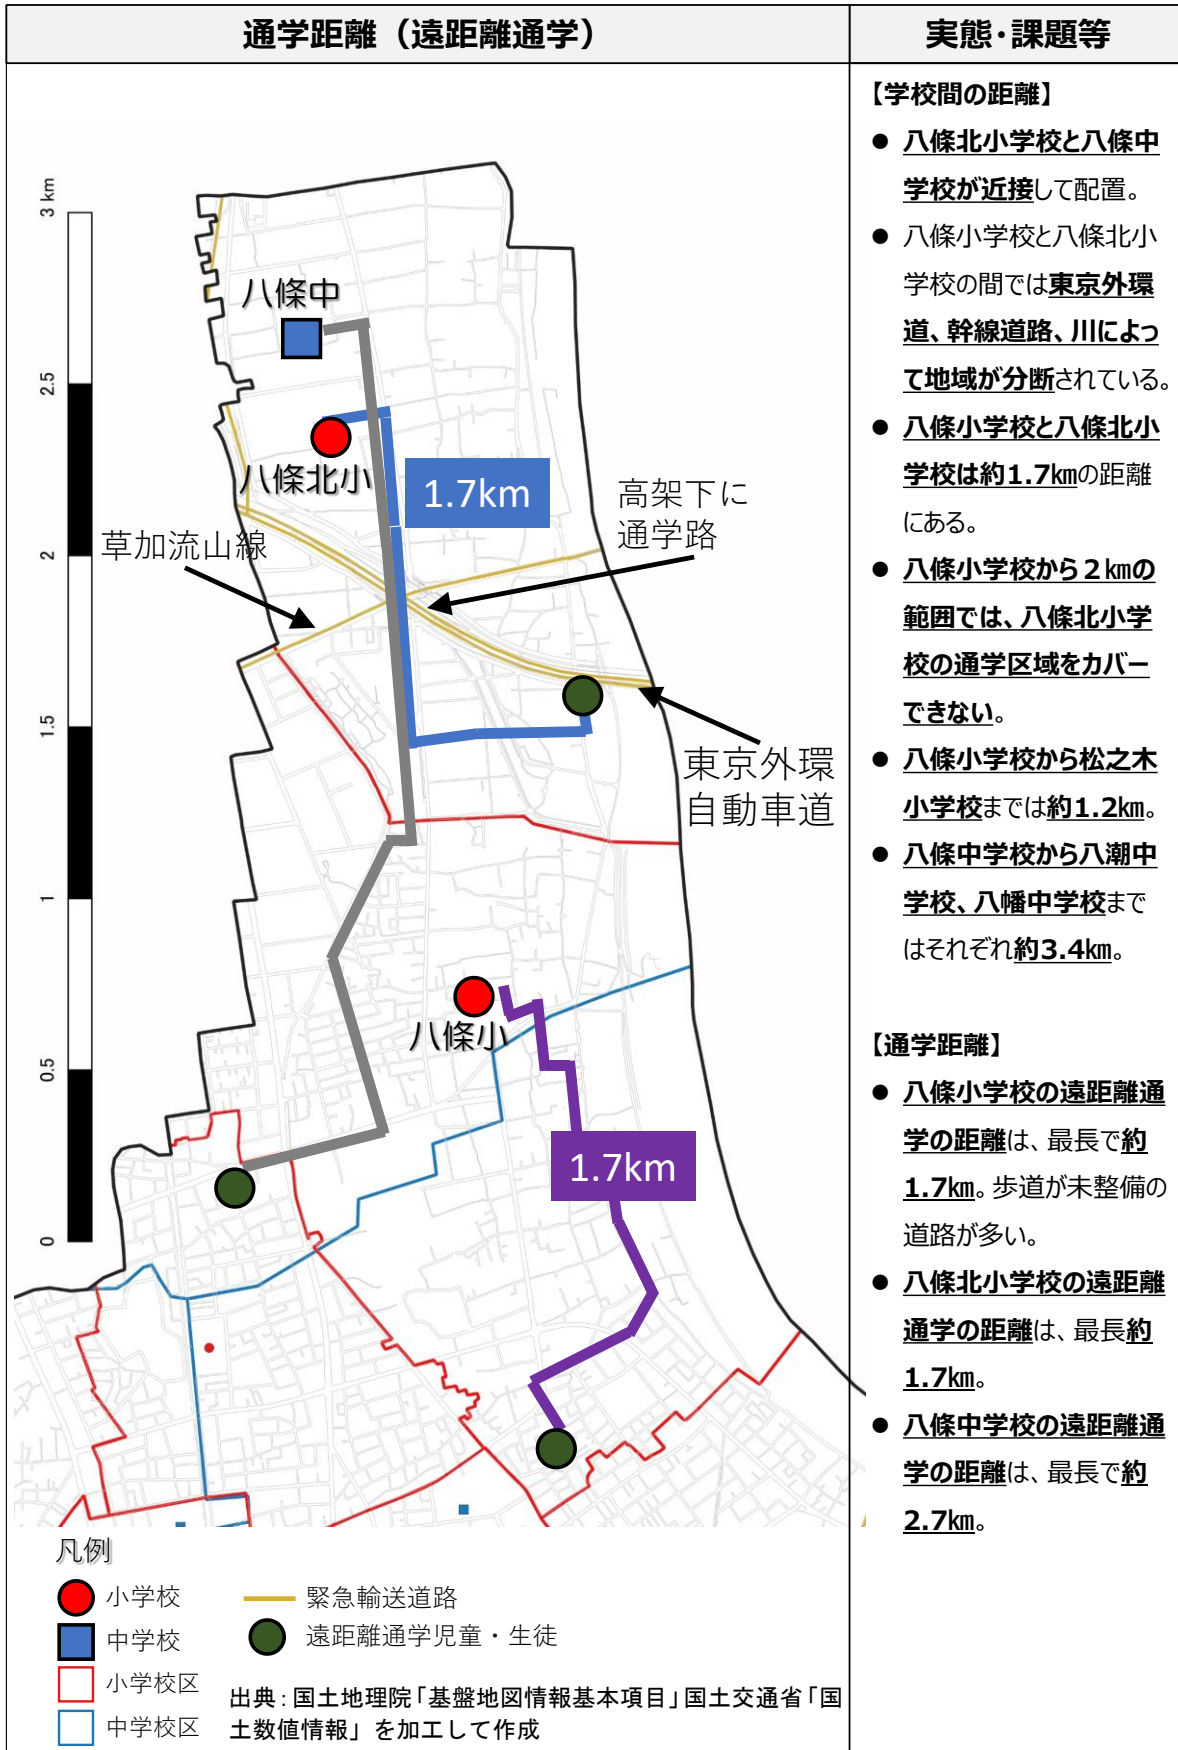 通学距離（遠距離通学）
実態・課題等
3 km
2.5
2
1.5
1
0.5
0
八條中
八條北小
1.7km
高架下に
通学路
草加流山線
東京外環
自動車道
八條小
1.7km
凡例
小学校
中学校
小学校区
中学校区
緊急輸送道路
遠距離通学児童・生徒
出典：国土地理院「基盤地図情報基本項目」国土交通省「国
土数値情報」を加工して作成
【学校間の距離】
● 八條北小学校と八條中
学校が近接して配置。
● 八條小学校と八條北小
学校の間では東京外環
道、幹線道路、川によっ
て地域が分断されている。
● 八條小学校と八條北小
学校は約1.7㎞の距離
にある。
● 八條小学校から２㎞の
範囲では、八條北小学
校の通学区域をカバー
できない。
● 八條小学校から松之木
小学校までは約1.2㎞。
● 八條中学校から八潮中
学校、八幡中学校まで
はそれぞれ約3.4㎞。
【通学距離】
● 八條小学校の遠距離通
学の距離は、最長で約
1.7㎞。歩道が未整備の
道路が多い。
● 八條北小学校の遠距離
通学の距離は、最長約
1.7㎞。
● 八條中学校の遠距離通
学の距離は、最長で約
2.7㎞。